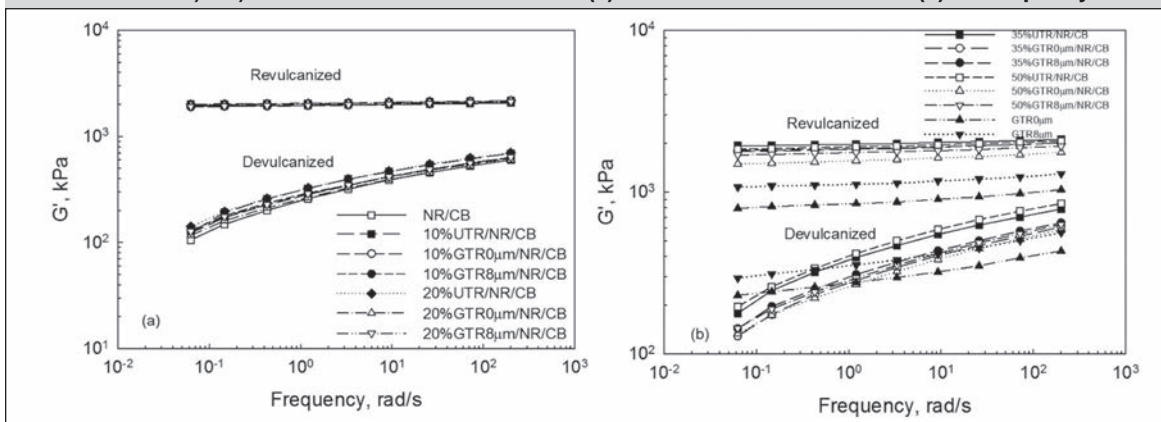 10⁴
10³
10²
10¹
G', kPa
Revulcanized
Devulcanized
NR/CB
10%UTR/NR/CB
10%GTR0μm/NR/CB
10%GTR8μm/NR/CB
20%UTR/NR/CB
20%GTR0μm/NR/CB
20%GTR8μm/NR/CB
(a)
10⁻² 10⁻¹ 10⁰ 10¹ 10² 10³
Frequency, rad/s
10⁴
10³
10²
G', kPa
35%UTR/NR/CB
35%GTR0μm/NR/CB
35%GTR8μm/NR/CB
50%UTR/NR/CB
50%GTR0μm/NR/CB
50%GTR8μm/NR/CB
GTR0μm
GTR8μm
Revulcanized
Devulcanized
(b)
10⁻² 10⁻¹ 10⁰ 10¹ 10² 10³
Frequency, rad/s